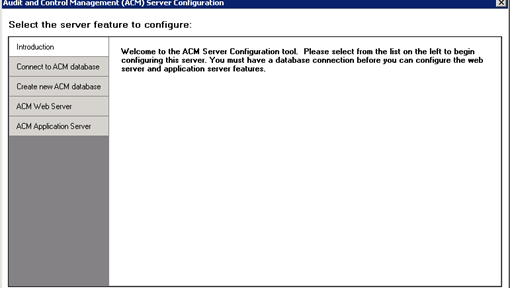 Audit and Control Management (ACM) Server Configuration
Select the server feature to configure:
Introduction
Connect to ACM database
Create new ACM database
ACM Web Server
ACM Application Server
Welcome to the ACM Server Configuration tool. Please select from the list on the left to begin
configuring this server. You must have a database connection before you can configure the web
server and application server features.